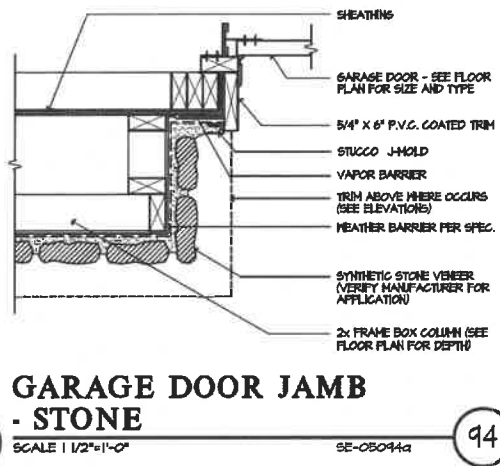 SHEATHING
GARAGE DOOR - SEE FLOOR
PLAN FOR SIZE AND TYPE
5/4" X 6" P.V.C. COATED TRIM
STUCCO J-MOLD
VAPOR BARRIER
TRIM ABOVE WHERE OCCURS
(SEE ELEVATIONS)
WEATHER BARRIER PER SPEC.
SYNTHETIC STONE VENEER
(VERIFY MANUFACTURER FOR
APPLICATION)
2x FRAME BOX COLUMN (SEE
FLOOR PLAN FOR DEPTH)
GARAGE DOOR JAMB
- STONE
SCALE 1 1/2"=1'-0" SE-05094a 94